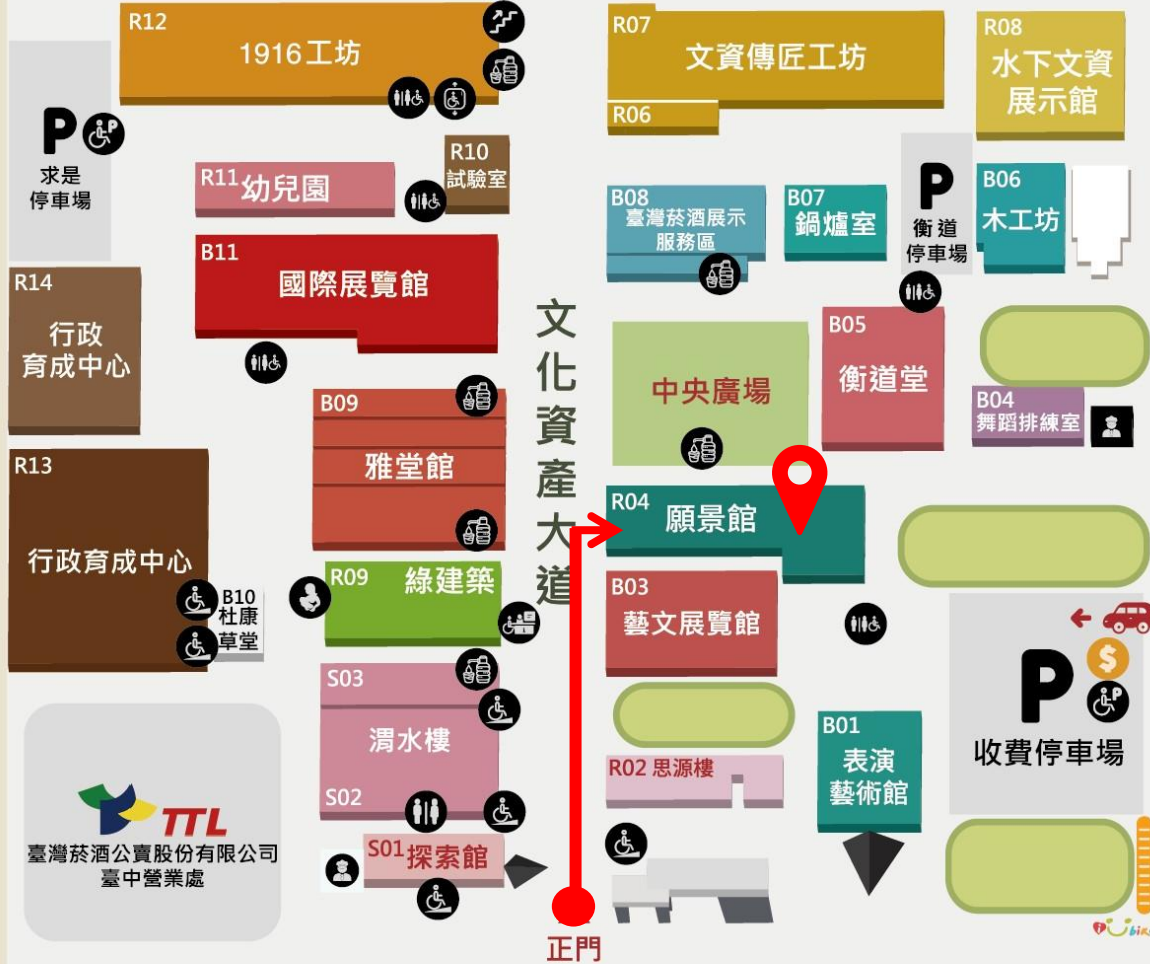 R12
1916工坊
R07
文資傳匠工坊
R06
R08
水下文資
展示館
P
P
求是
停車場
R11 幼兒園
R10
試驗室
B08
臺灣菸酒展示
服務區
B07
鍋爐室
P
衡道
停車場
B06
木工坊
B11
國際展覽館
R14
行政
育成中心
文化資產大道
中央廣場
B05
衡道堂
B04
舞蹈排練室
B09
雅堂館
R13
行政育成中心
R04 願景館
R09 綠建築
B10
杜康
草堂
B03
藝文展覽館
$
P
P
收費停車場
S03
渭水樓
S02
R02 思源樓
B01
表演
藝術館
TTL
臺灣菸酒公賣股份有限公司
臺中營業處
S01 探索館
正門